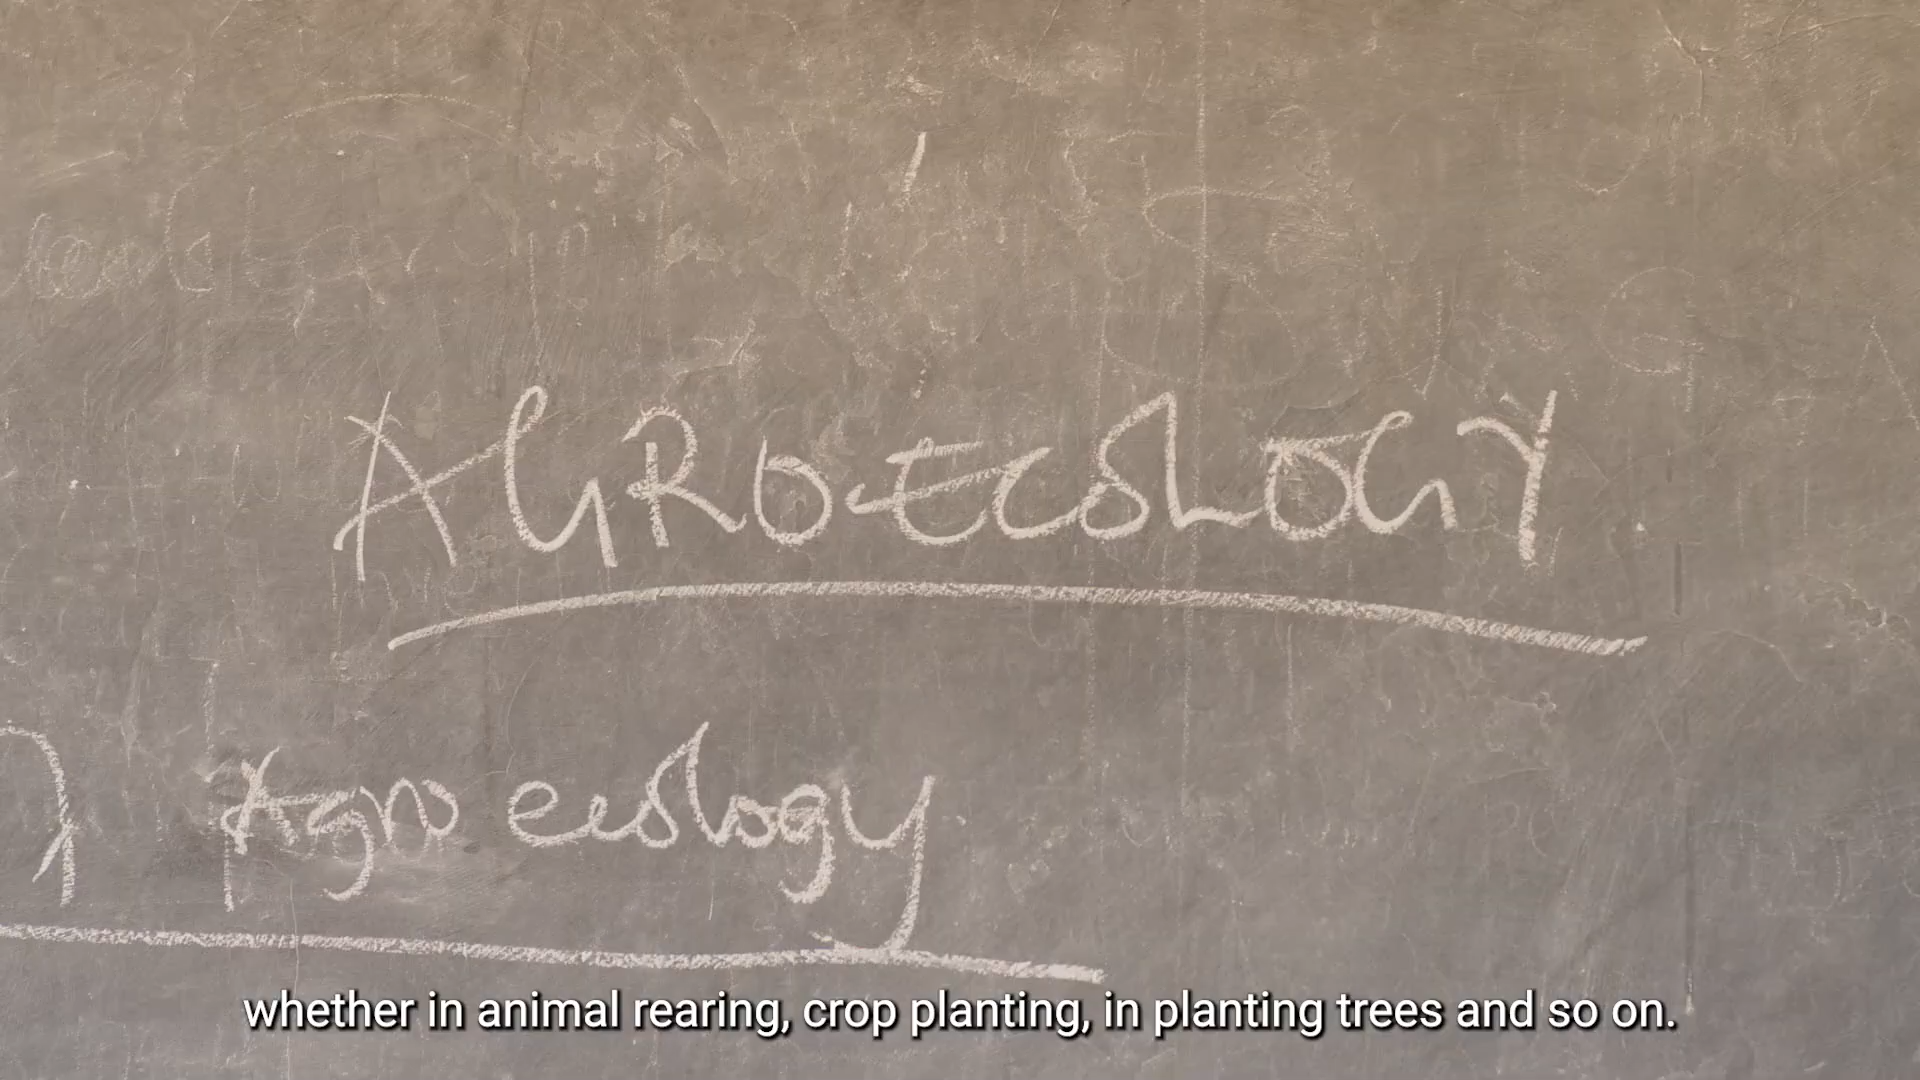 AGRO-ECOLOGY
Agro ecology
whether in animal rearing, crop planting, in planting trees and so on.